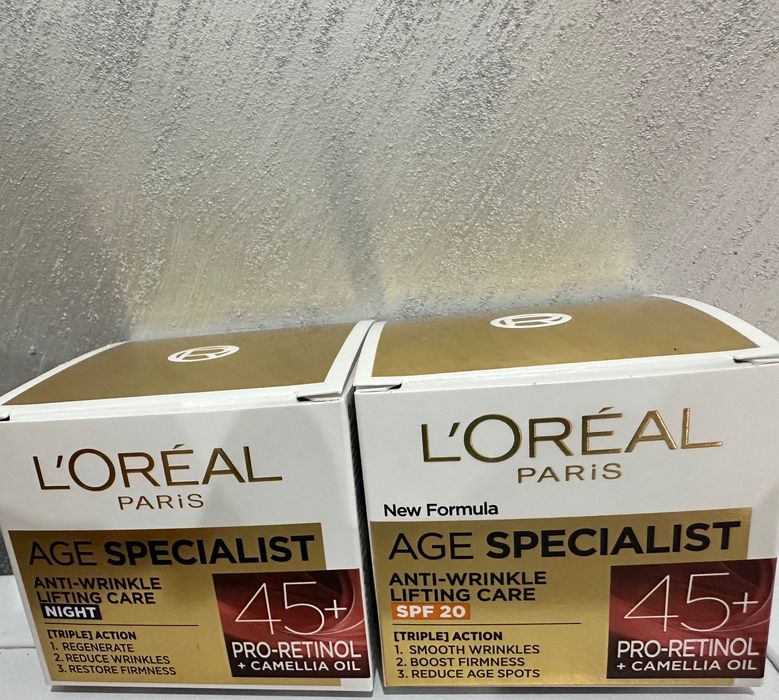 L'ORÉAL
PARiS
AGE SPECIALIST
ANTI-WRINKLE
LIFTING CARE
NIGHT
[TRIPLE] ACTION
1. REGENERATE
2. REDUCE WRINKLES
3. RESTORE FIRMNESS
45+
PRO-RETINOL
+ CAMELLIA OIL
L'ORÉAL
PARiS
New Formula
AGE SPECIALIST
ANTI-WRINKLE
LIFTING CARE
SPF 20
[TRIPLE] ACTION
1. SMOOTH WRINKLES
2. BOOST FIRMNESS
3. REDUCE AGE SPOTS
45+
PRO-RETINOL
+ CAMELLIA OIL